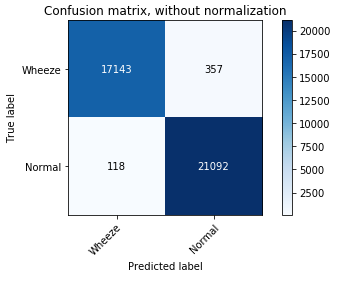 Confusion matrix, without normalization
True label
Wheeze
Normal
17143 357
118 21092
Wheeze
Normal
Predicted label
20000
17500
15000
12500
10000
7500
5000
2500